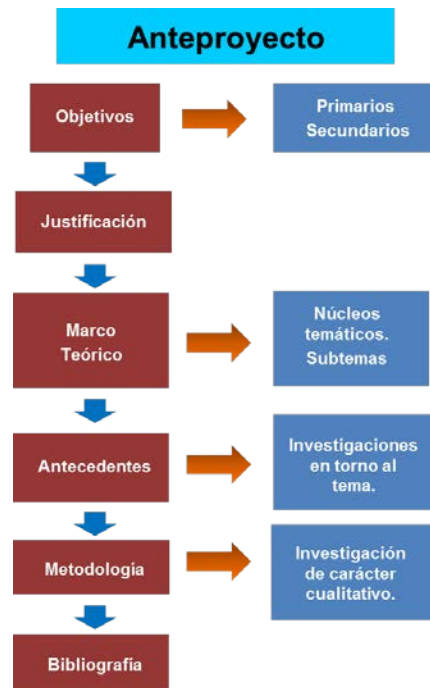 Anteproyecto
Objetivos
Primarios
Secundarios
Justificación
Marco
Teórico
Núcleos
temáticos.
Subtemas
Antecedentes
Investigaciones
en torno al
tema.
Metodología
Investigación
de carácter
cualitativo.
Bibliografía